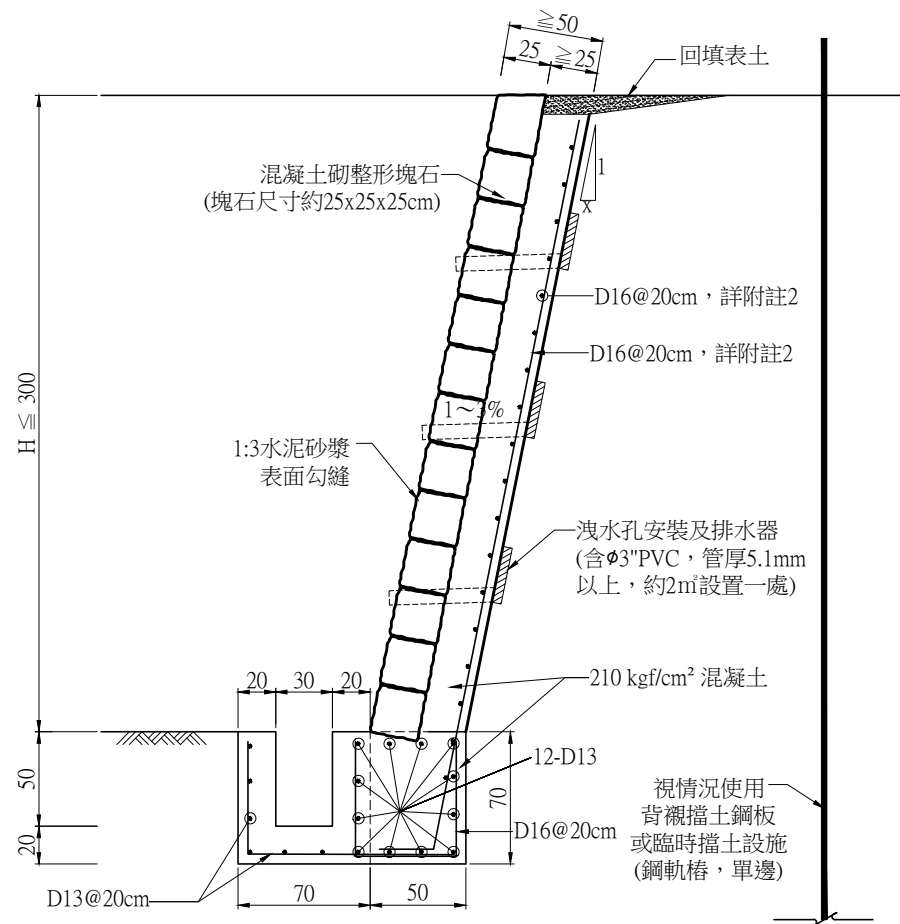 ≧50
25
≧25
回填表土
混凝土砌整形塊石
(塊石尺寸約25x25x25cm)
1
x
D16@20cm，詳附註2
D16@20cm，詳附註2
H ≦ 300
1～3%
1:3水泥砂漿
表面勾縫
洩水孔安裝及排水器
(含φ3"PVC，管厚5.1mm
以上，約2㎡設置一處)
20
30
20
210 kgf/cm² 混凝土
50
20
12-D13
70
D16@20cm
視情況使用
背襯擋土鋼板
或臨時擋土設施
(鋼軌樁，單邊)
D13@20cm
70
50